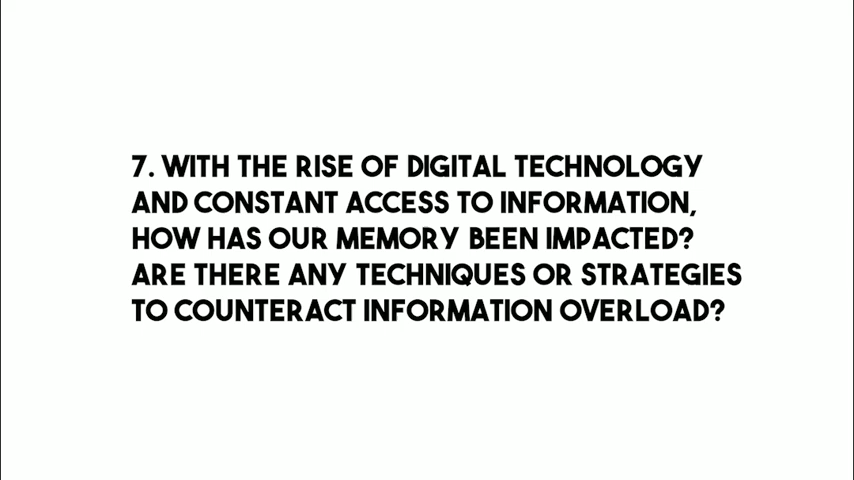 7. WITH THE RISE OF DIGITAL TECHNOLOGY
AND CONSTANT ACCESS TO INFORMATION,
HOW HAS OUR MEMORY BEEN IMPACTED?
ARE THERE ANY TECHNIQUES OR STRATEGIES
TO COUNTERACT INFORMATION OVERLOAD?